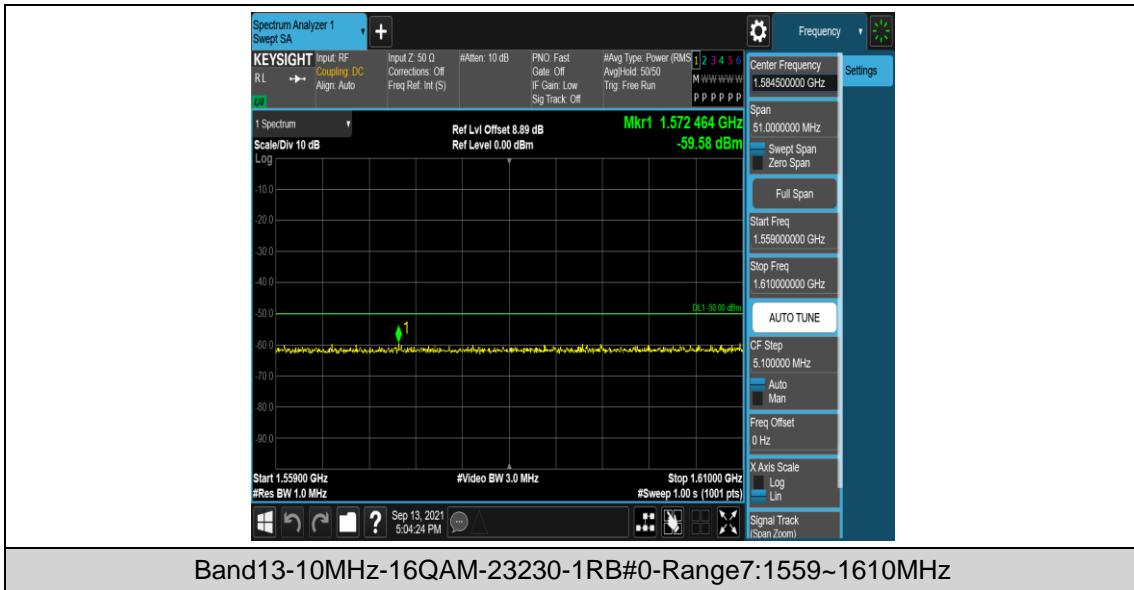 Spectrum Analyzer 1
Swept SA
+
Frequency
KEYSIGHT
RL
LXI
Input: RF
Coupling: DC
Align: Auto
Input Z: 50 Ω
Corrections: Off
Freq Ref: Int (S)
#Atten: 10 dB
PNO: Fast
Gate: Off
IF Gain: Low
Sig Track: Off
#Avg Type: Power (RMS
Avg|Hold: 50/50
Trig: Free Run
1 2 3 4 5 6
M W W W W W
P P P P P P
1 Spectrum
Scale/Div 10 dB
Log
Ref Lvl Offset 8.89 dB
Ref Level 0.00 dBm
Mkr1 1.572 464 GHz
-59.58 dBm
-10.0
-20.0
-30.0
-40.0
-50.0
-60.0
-70.0
-80.0
-90.0
DL1 -50.00 dBm
1
Start 1.55900 GHz
#Res BW 1.0 MHz
#Video BW 3.0 MHz
Stop 1.61000 GHz
#Sweep 1.00 s (1001 pts)
?
Sep 13, 2021
5:04:24 PM
Center Frequency
1.584500000 GHz
Settings
Span
51.0000000 MHz
Swept Span
Zero Span
Full Span
Start Freq
1.559000000 GHz
Stop Freq
1.610000000 GHz
AUTO TUNE
CF Step
5.100000 MHz
Auto
Man
Freq Offset
0 Hz
X Axis Scale
Log
Lin
Signal Track
(Span Zoom)
Band13-10MHz-16QAM-23230-1RB#0-Range7:1559~1610MHz